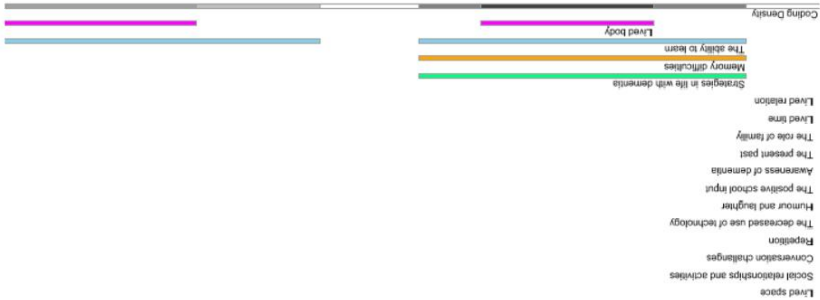 Lived space
Social relationships and activities
Conversation challenges
Repetition
The decreased use of technology
Humour and laughter
The positive school input
Awareness of dementia
The present past
The role of family
Lived time
Lived relation
Strategies in life with dementia
Memory difficulties
The ability to learn
Lived body
Coding Density